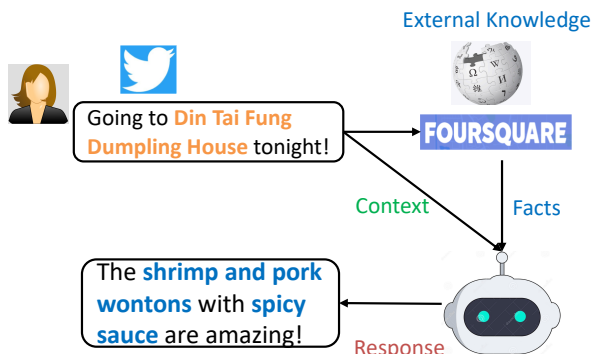 External Knowledge
Going to Din Tai Fung
Dumpling House tonight!
FOURSQUARE
Context
Facts
The shrimp and pork
wontons with spicy
sauce are amazing!
Response